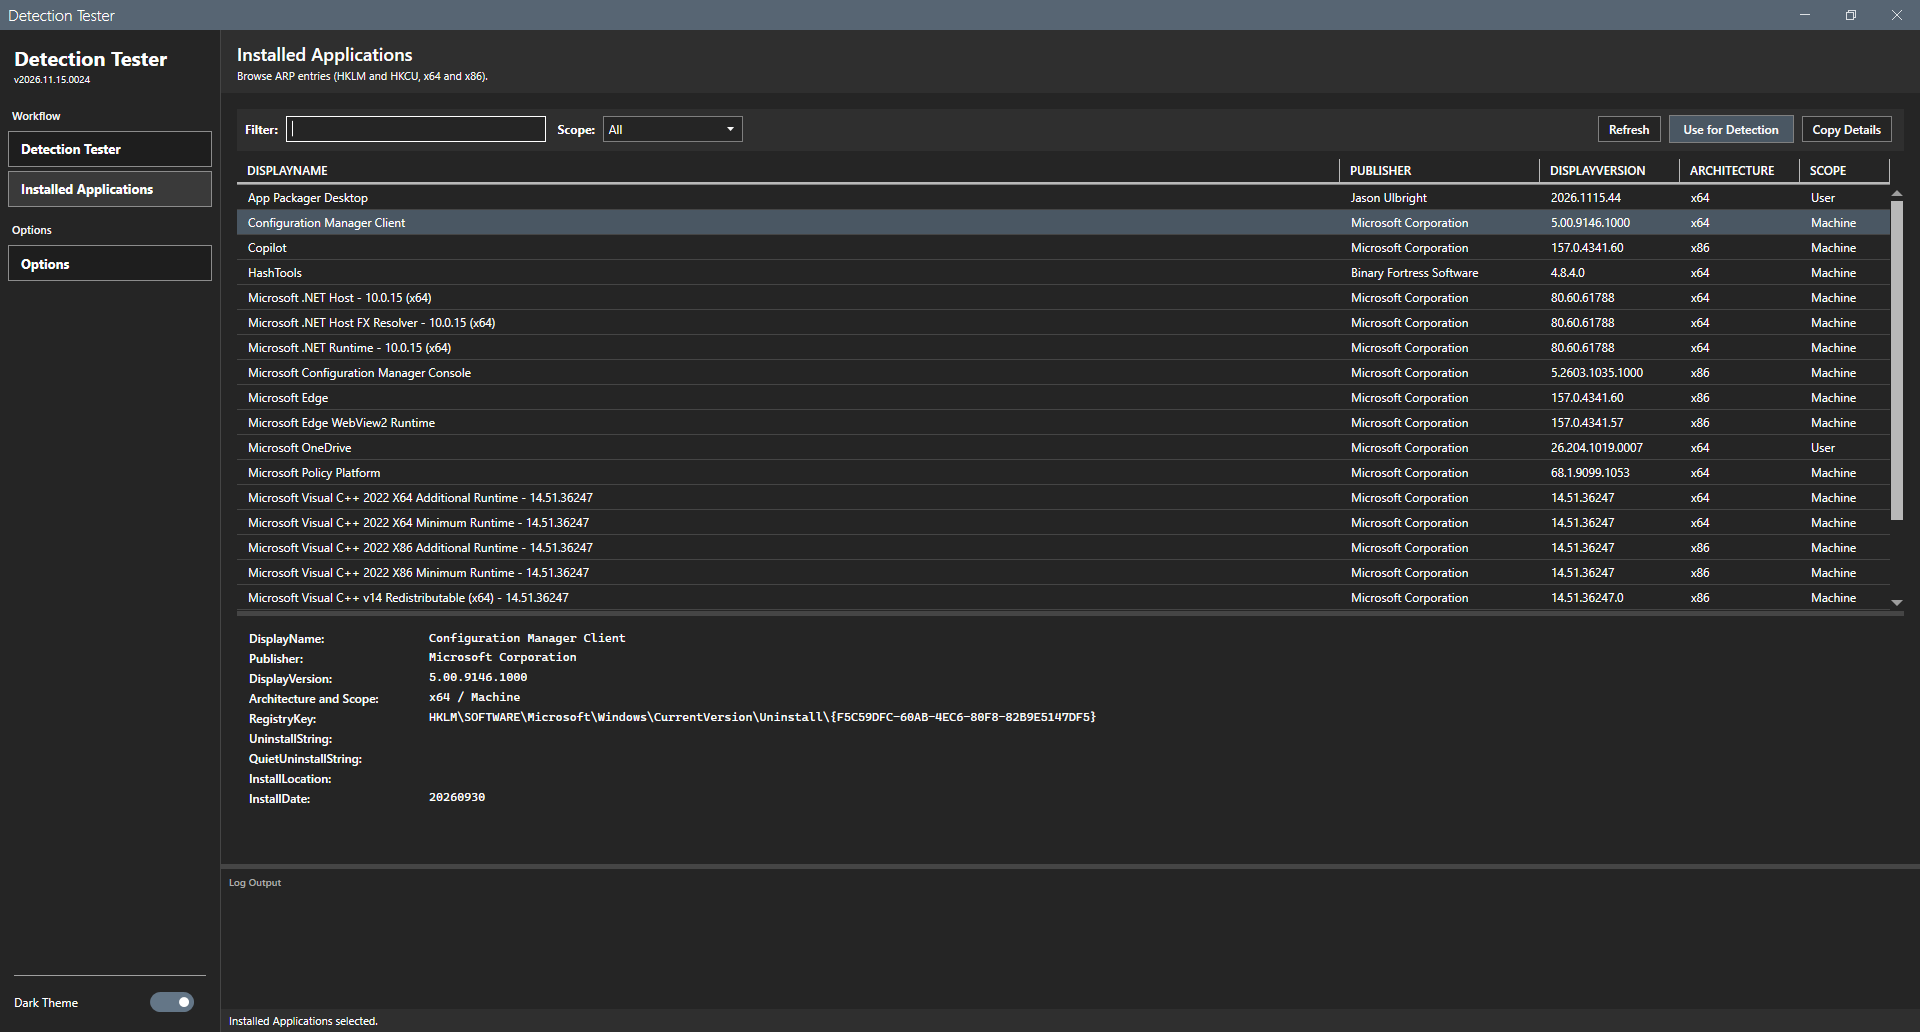 Detection Tester
Detection Tester
v2026.11.15.0024
Workflow
Detection Tester
Installed Applications
Options
Options
Dark Theme
Installed Applications
Browse ARP entries (HKLM and HKCU, x64 and x86).
Filter: Scope: All Refresh Use for Detection Copy Details
DISPLAYNAME PUBLISHER DISPLAYVERSION ARCHITECTURE SCOPE
App Packager Desktop Jason Ulbright 2026.1115.44 x64 User
Configuration Manager Client Microsoft Corporation 5.00.9146.1000 x64 Machine
Copilot Microsoft Corporation 157.0.4341.60 x86 Machine
HashTools Binary Fortress Software 4.8.4.0 x64 Machine
Microsoft .NET Host - 10.0.15 (x64) Microsoft Corporation 80.60.61788 x64 Machine
Microsoft .NET Host FX Resolver - 10.0.15 (x64) Microsoft Corporation 80.60.61788 x64 Machine
Microsoft .NET Runtime - 10.0.15 (x64) Microsoft Corporation 80.60.61788 x64 Machine
Microsoft Configuration Manager Console Microsoft Corporation 5.2603.1035.1000 x86 Machine
Microsoft Edge Microsoft Corporation 157.0.4341.60 x86 Machine
Microsoft Edge WebView2 Runtime Microsoft Corporation 157.0.4341.57 x86 Machine
Microsoft OneDrive Microsoft Corporation 26.204.1019.0007 x64 User
Microsoft Policy Platform Microsoft Corporation 68.1.9099.1053 x64 Machine
Microsoft Visual C++ 2022 X64 Additional Runtime - 14.51.36247 Microsoft Corporation 14.51.36247 x64 Machine
Microsoft Visual C++ 2022 X64 Minimum Runtime - 14.51.36247 Microsoft Corporation 14.51.36247 x64 Machine
Microsoft Visual C++ 2022 X86 Additional Runtime - 14.51.36247 Microsoft Corporation 14.51.36247 x86 Machine
Microsoft Visual C++ 2022 X86 Minimum Runtime - 14.51.36247 Microsoft Corporation 14.51.36247 x86 Machine
Microsoft Visual C++ v14 Redistributable (x64) - 14.51.36247 Microsoft Corporation 14.51.36247.0 x86 Machine
DisplayName: Configuration Manager Client
Publisher: Microsoft Corporation
DisplayVersion: 5.00.9146.1000
Architecture and Scope: x64 / Machine
RegistryKey: HKLM\SOFTWARE\Microsoft\Windows\CurrentVersion\Uninstall\{F5C59DFC-60AB-4EC6-80F8-82B9E5147DF5}
UninstallString:
QuietUninstallString:
InstallLocation:
InstallDate: 20260930
Log Output
Installed Applications selected.